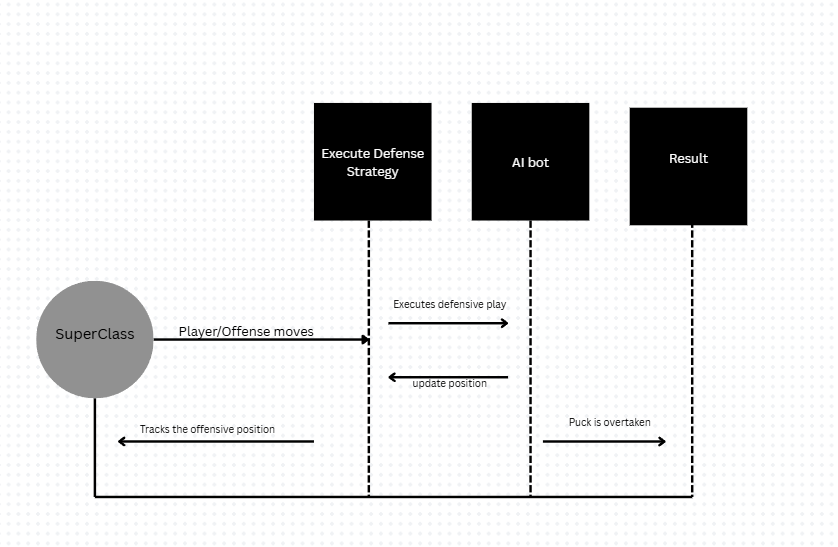 Execute Defense
Strategy
AI bot
Result
Executes defensive play
SuperClass
Player/Offense moves
update position
Tracks the offensive position
Puck is overtaken